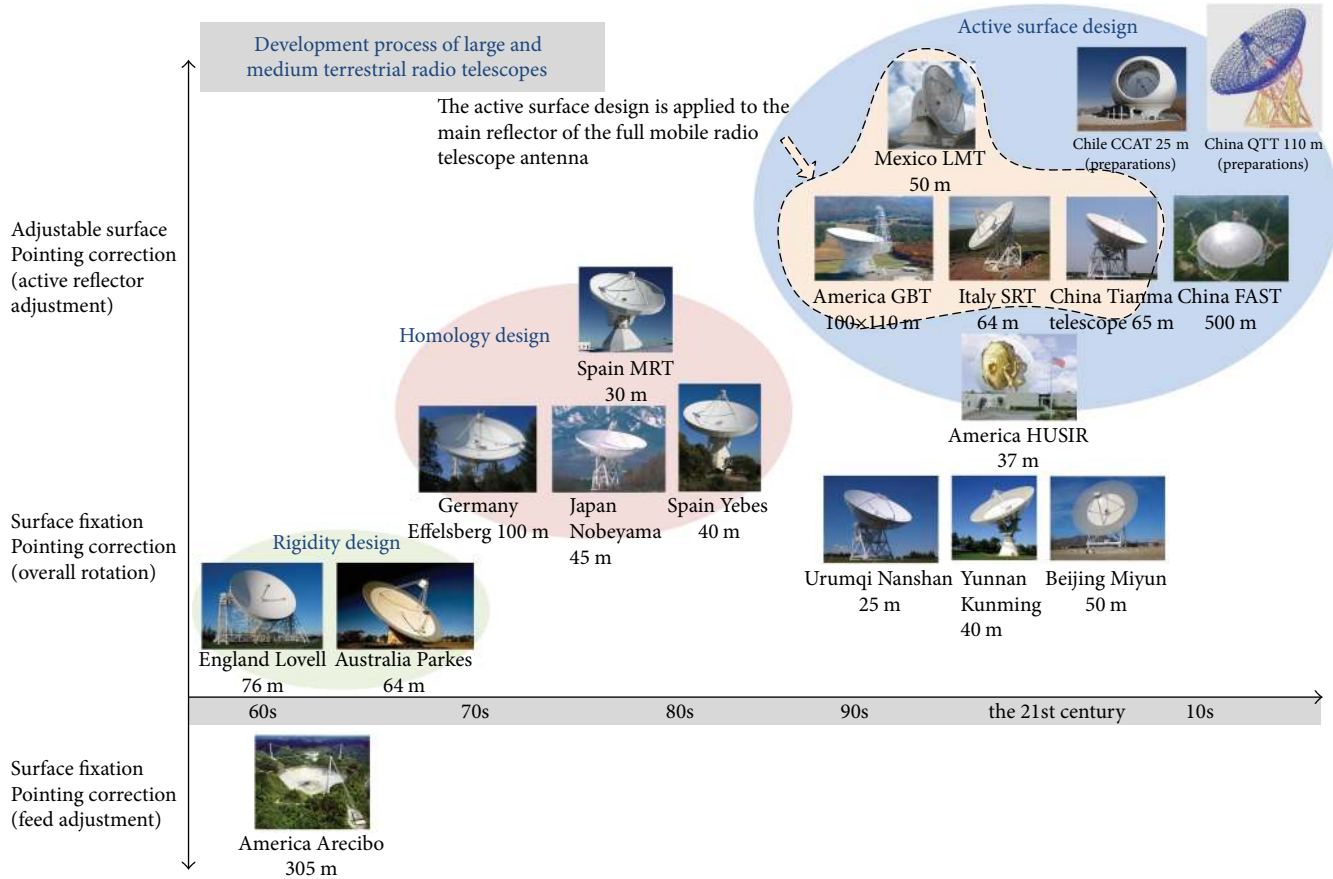 Development process of large and
medium terrestrial radio telescopes
Active surface design
The active surface design is applied to the
main reflector of the full mobile radio
telescope antenna
Mexico LMT
50 m
Chile CCAT 25 m
(preparations)
China QTT 110 m
(preparations)
Adjustable surface
Pointing correction
(active reflector
adjustment)
America GBT
100×110 m
Italy SRT
64 m
China Tianma
telescope 65 m
China FAST
500 m
Homology design
Spain MRT
30 m
America HUSIR
37 m
Germany
Effelsberg 100 m
Japan
Nobeyama
45 m
Spain Yebes
40 m
Surface fixation
Pointing correction
(overall rotation)
Urumqi Nanshan
25 m
Yunnan
Kunming
40 m
Beijing Miyun
50 m
Rigidity design
England Lovell
76 m
Australia Parkes
64 m
60s
70s
80s
90s
the 21st century
10s
Surface fixation
Pointing correction
(feed adjustment)
America Arecibo
305 m